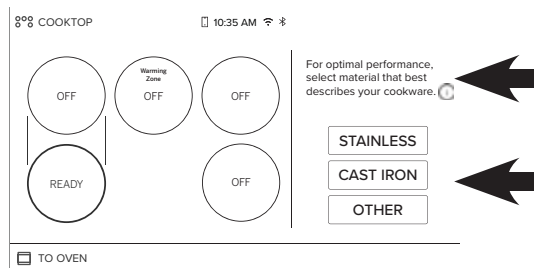 COOKTOP
10:35 AM
OFF
Warming
Zone
OFF
OFF
READY
OFF
For optimal performance,
select material that best
describes your cookware.
STAINLESS
CAST IRON
OTHER
TO OVEN